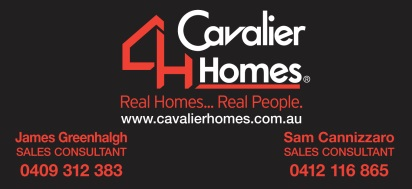 Cavalier
Homes®
Real Homes... Real People.
www.cavalierhomes.com.au
James Greenhalgh
SALES CONSULTANT
0409 312 383
Sam Cannizzaro
SALES CONSULTANT
0412 116 865